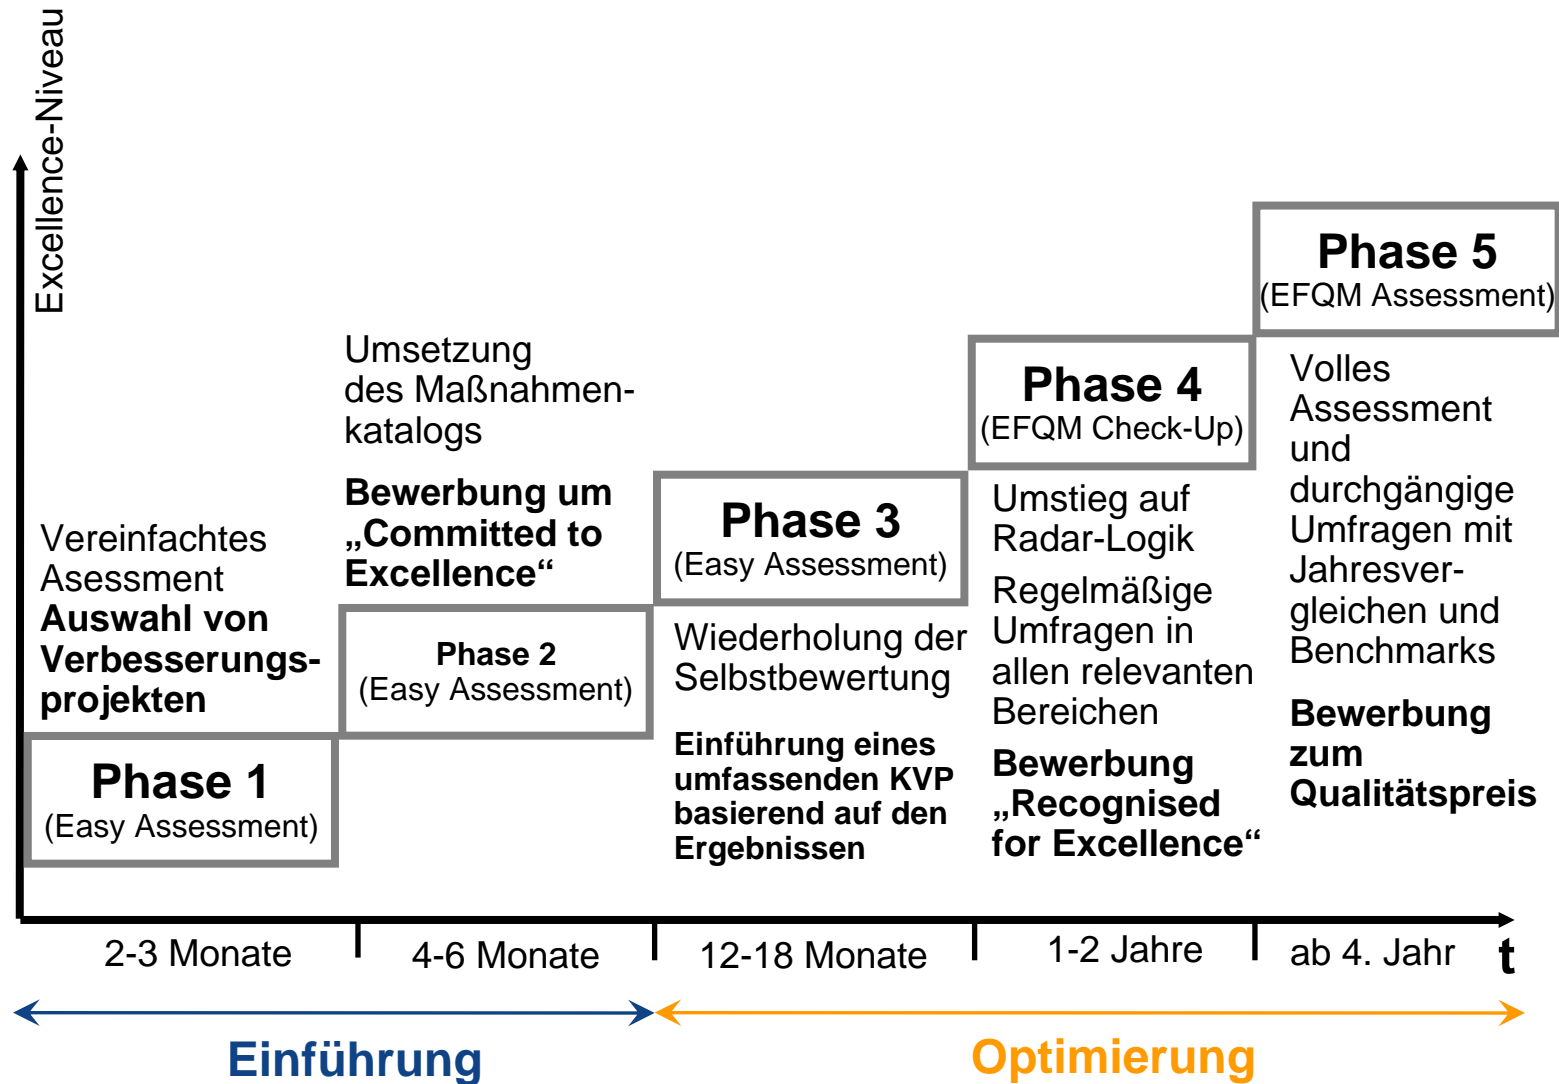 Excellence-Niveau
Vereinfachtes
Asessment
Auswahl von
Verbesserungs-
projekten
Phase 1
(Easy Assessment)
Umsetzung
des Maßnahmen-
katalogs
Bewerbung um
„Committed to
Excellence“
Phase 2
(Easy Assessment)
Phase 3
(Easy Assessment)
Wiederholung der
Selbstbewertung
Einführung eines
umfassenden KVP
basierend auf den
Ergebnissen
Phase 4
(EFQM Check-Up)
Umstieg auf
Radar-Logik
Regelmäßige
Umfragen in
allen relevanten
Bereichen
Bewerbung
„Recognised
for Excellence“
Phase 5
(EFQM Assessment)
Volles
Assessment
und
durchgängige
Umfragen mit
Jahresver-
gleichen und
Benchmarks
Bewerbung
zum
Qualitätspreis
2-3 Monate
4-6 Monate
12-18 Monate
1-2 Jahre
ab 4. Jahr
t
Einführung
Optimierung